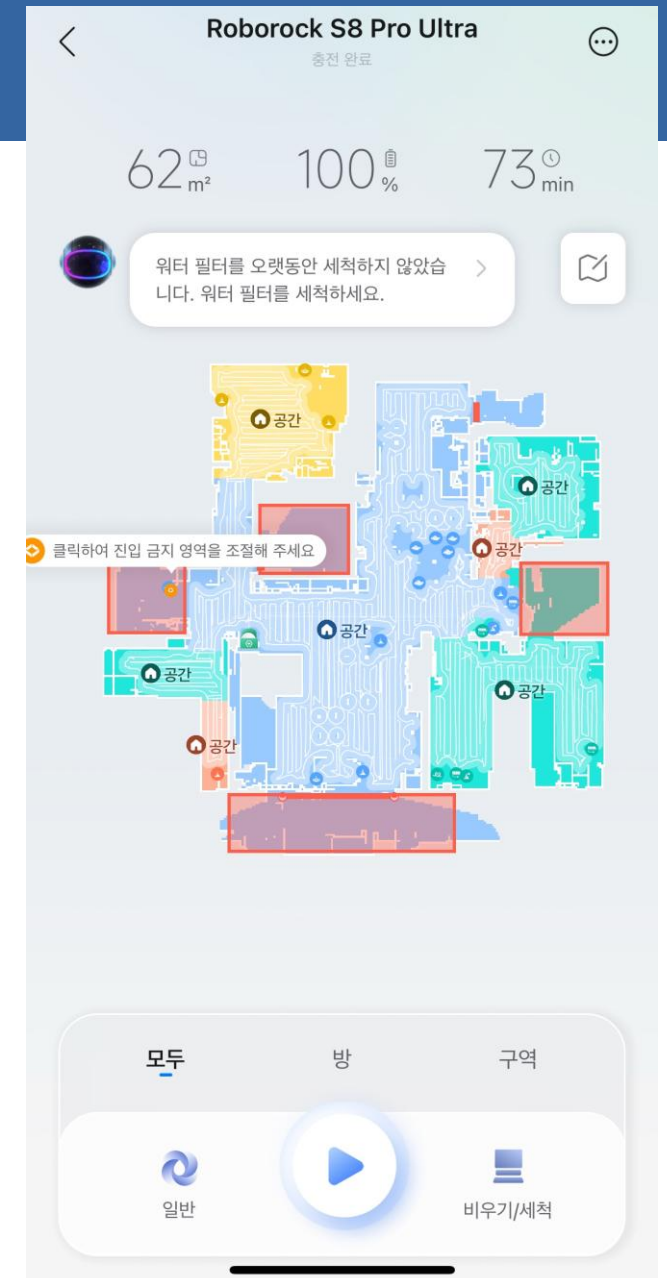 Roborock S8 Pro Ultra
충전 완료
62 m²
100 %
73 min
워터 필터를 오랫동안 세척하지 않았습
니다. 워터 필터를 세척하세요.
공간
공간
클릭하여 진입 금지 영역을 조절해 주세요
공간
공간
공간
공간
공간
모두
방
구역
일반
비우기/세척